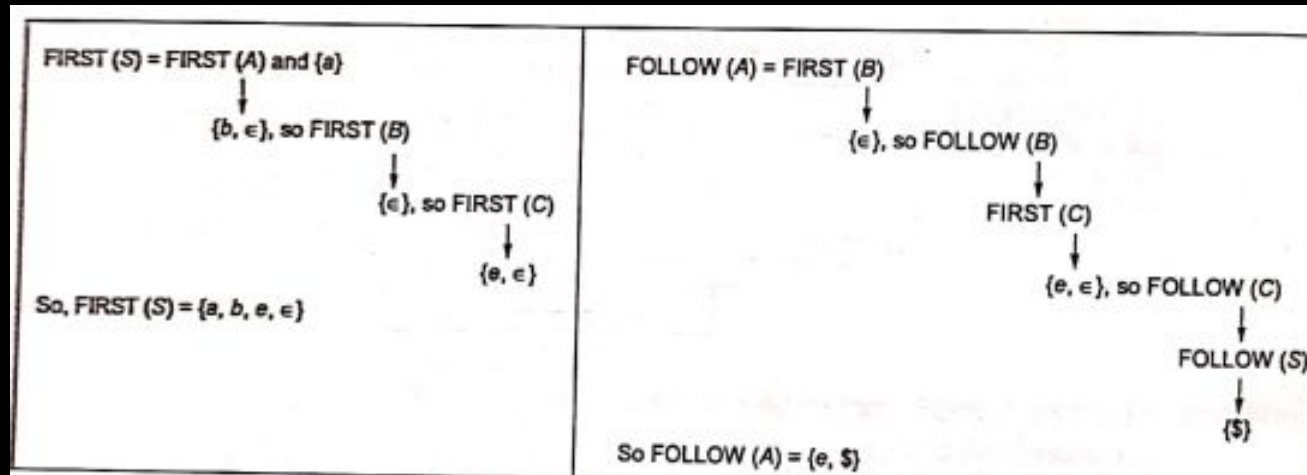 FIRST (S) = FIRST (A) and {a}
{b, ∈}, so FIRST (B)
{∈}, so FIRST (C)
{e, ∈}
So, FIRST (S) = {a, b, e, ∈}
FOLLOW (A) = FIRST (B)
{∈}, so FOLLOW (B)
FIRST (C)
{e, ∈}, so FOLLOW (C)
FOLLOW (S)
{$}
So FOLLOW (A) = {e, $}